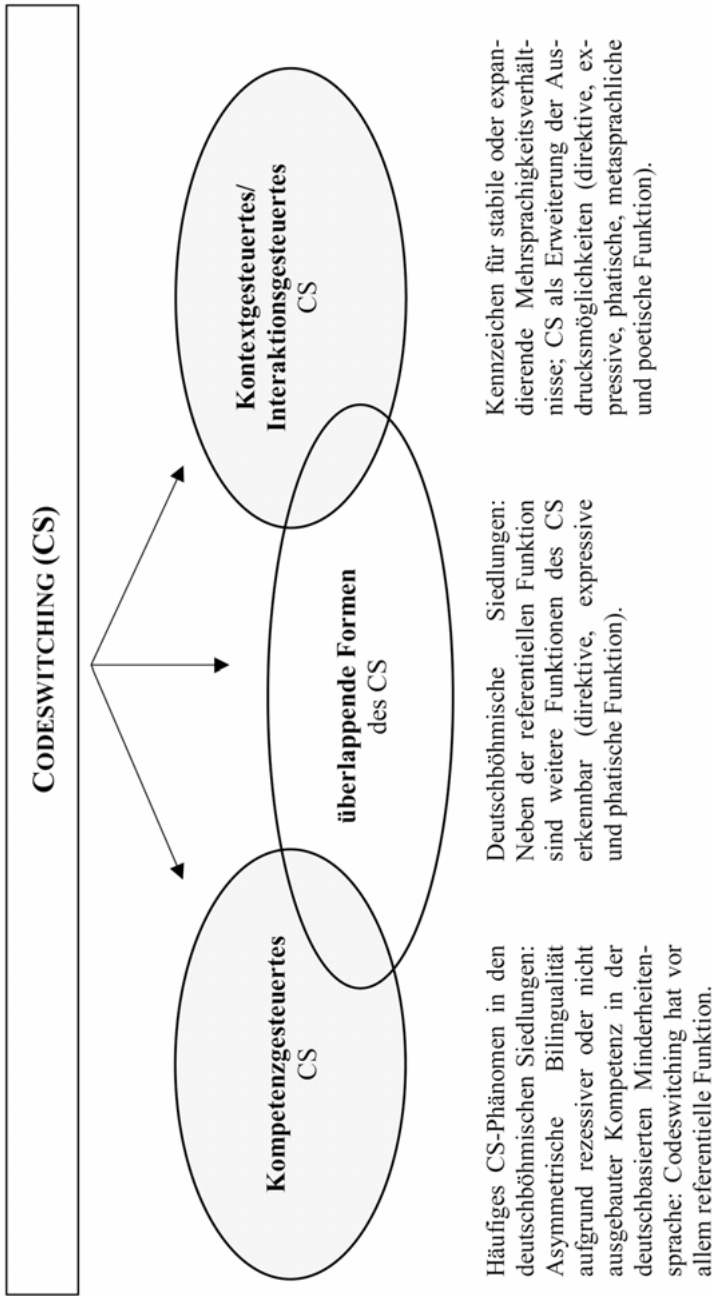 CODESWITCHING (CS)
Kompetenzgesteuertes
CS
überlappende Formen
des CS
Kontextgesteuertes/
Interaktionsgesteuertes
CS
Häufiges CS-Phänomen in den
deutschböhmischen Siedlungen:
Asymmetrische Bilingualität
aufgrund rezessiver oder nicht
ausgebauter Kompetenz in der
deutschbasierten Minderheiten-
sprache: Codeswitching hat vor
allem referentielle Funktion.
Deutschböhmische Siedlungen:
Neben der referentiellen Funktion
sind weitere Funktionen des CS
erkennbar (direktive, expressive
und phatische Funktion).
Kennzeichen für stabile oder expan-
dierende Mehrsprachigkeitsverhält-
nisse; CS als Erweiterung der Aus-
drucksmöglichkeiten (direktive, ex-
pressive, phatische, metasprachliche
und poetische Funktion).